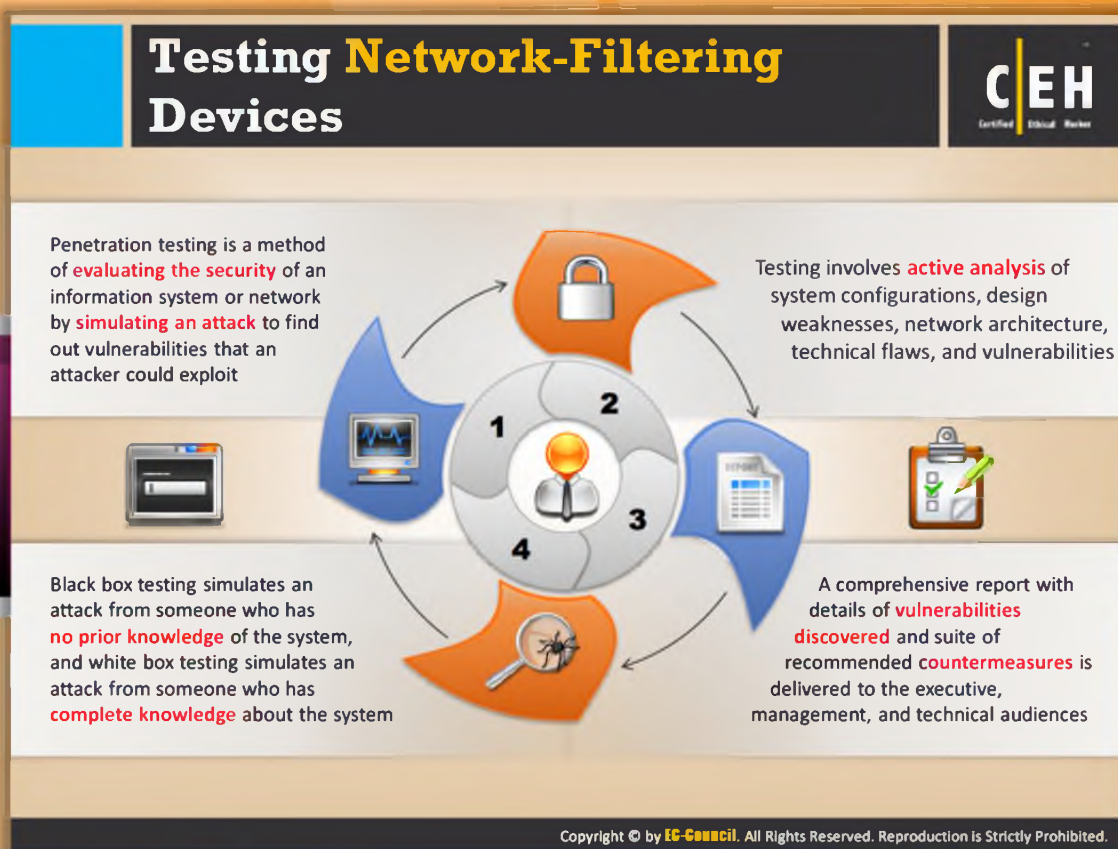 Testing Network-Filtering
Devices
C|EH
Certified Ethical Hacker
Penetration testing is a method
of evaluating the security of an
information system or network
by simulating an attack to find
out vulnerabilities that an
attacker could exploit
Testing involves active analysis of
system configurations, design
weaknesses, network architecture,
technical flaws, and vulnerabilities
1
2
3
4
REPORT
Black box testing simulates an
attack from someone who has
no prior knowledge of the system,
and white box testing simulates an
attack from someone who has
complete knowledge about the system
A comprehensive report with
details of vulnerabilities
discovered and suite of
recommended countermeasures is
delivered to the executive,
management, and technical audiences
Copyright © by EC-Council. All Rights Reserved. Reproduction is Strictly Prohibited.